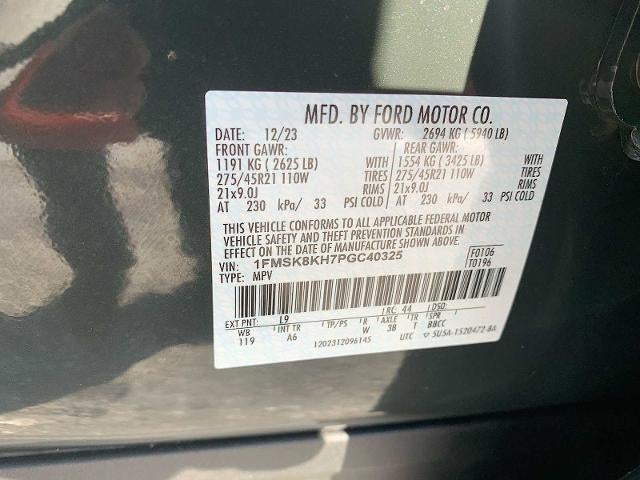 MFD. BY FORD MOTOR CO.
DATE: 12/23 GVWR: 2694 KG ( 5940 LB)
FRONT GAWR: REAR GAWR:
1191 KG ( 2625 LB) WITH 1554 KG ( 3425 LB) WITH
275/45R21 110W TIRES 275/45R21 110W TIRES
21x9.0J RIMS 21x9.0J RIMS
AT 230 kPa/ 33 PSI COLD AT 230 kPa/ 33 PSI COLD
THIS VEHICLE CONFORMS TO ALL APPLICABLE FEDERAL MOTOR
VEHICLE SAFETY AND THEFT PREVENTION STANDARDS IN
EFFECT ON THE DATE OF MANUFACTURE SHOWN ABOVE.
VIN: 1FMSK8KH7PGC40325 F0106
TYPE: MPV T0196
EXT PNT: L9 RC: 44 DSO:
WB INT TR TP/PS R AXLE TR SPR
119 A6 W 3B T BBCC
1202312096145 UTC ▽ 5U5A-1520472-BA